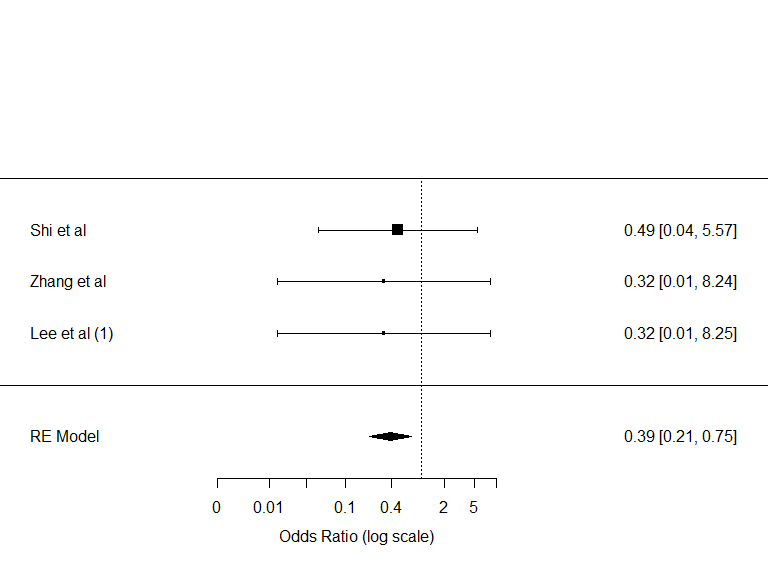 Shi et al 0.49 [0.04, 5.57]
Zhang et al 0.32 [0.01, 8.24]
Lee et al (1) 0.32 [0.01, 8.25]
RE Model 0.39 [0.21, 0.75]
0 0.01 0.1 0.4 2 5
Odds Ratio (log scale)